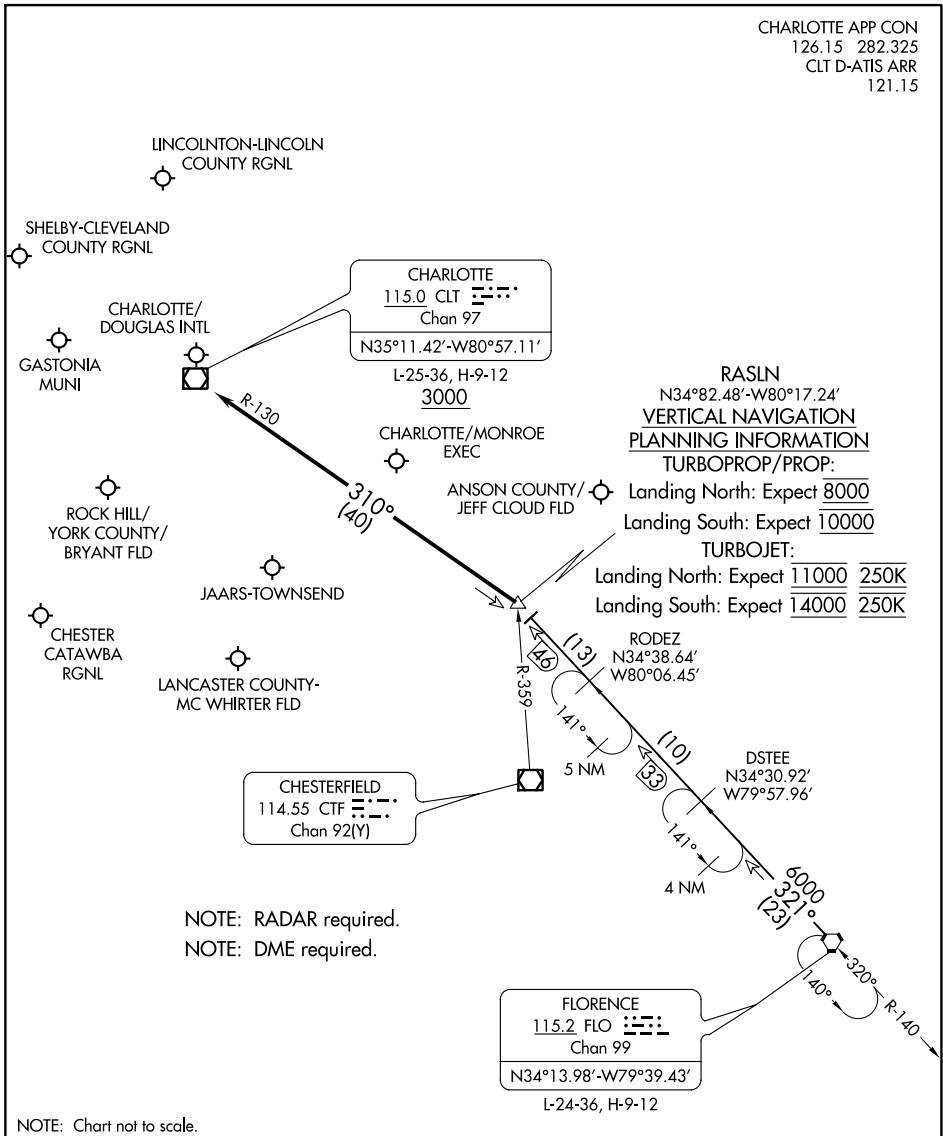 CHARLOTTE APP CON
126.15 282.325
CLT D-ATIS ARR
121.15
LINCOLNTON-LINCOLN
COUNTY RGNL
SHELBY-CLEVELAND
COUNTY RGNL
CHARLOTTE/
DOUGLAS INTL
GASTONIA
MUNI
CHARLOTTE
115.0 CLT
Chan 97
N35°11.42'-W80°57.11'
L-25-36, H-9-12
3000
R-130
310°
(40)
CHARLOTTE/MONROE
EXEC
ANSON COUNTY/
JEFF CLOUD FLD
RASLN
N34°82.48'-W80°17.24'
VERTICAL NAVIGATION
PLANNING INFORMATION
TURBOPROP/PROP:
Landing North: Expect 8000
Landing South: Expect 10000
TURBOJET:
Landing North: Expect 11000 250K
Landing South: Expect 14000 250K
ROCK HILL/
YORK COUNTY/
BRYANT FLD
JAARS-TOWNSEND
CHESTER
CATAWBA
RGNL
LANCASTER COUNTY-
MC WHIRTER FLD
R-359
46
(13)
RODEZ
N34°38.64'
W80°06.45'
141°
5 NM
33
(10)
DSTEE
N34°30.92'
W79°57.96'
141°
4 NM
CHESTERFIELD
114.55 CTF
Chan 92(Y)
6000
321°
(23)
NOTE: RADAR required.
NOTE: DME required.
140°
320°
R-140
FLORENCE
115.2 FLO
Chan 99
N34°13.98'-W79°39.43'
L-24-36, H-9-12
NOTE: Chart not to scale.